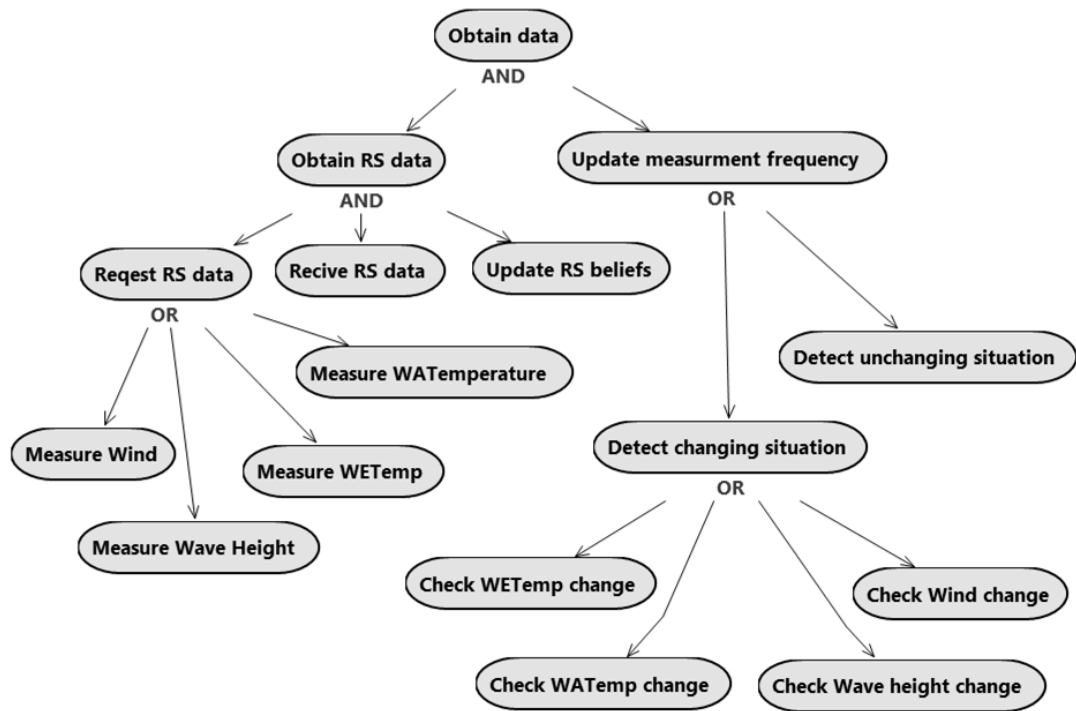 Obtain data
AND
Obtain RS data
Update measurment frequency
AND
OR
Reqest RS data
Recive RS data
Update RS beliefs
OR
Measure WATemperature
Detect unchanging situation
Measure Wind
Measure WETemp
Detect changing situation
OR
Measure Wave Height
Check WETemp change
Check Wind change
Check WATemp change
Check Wave height change